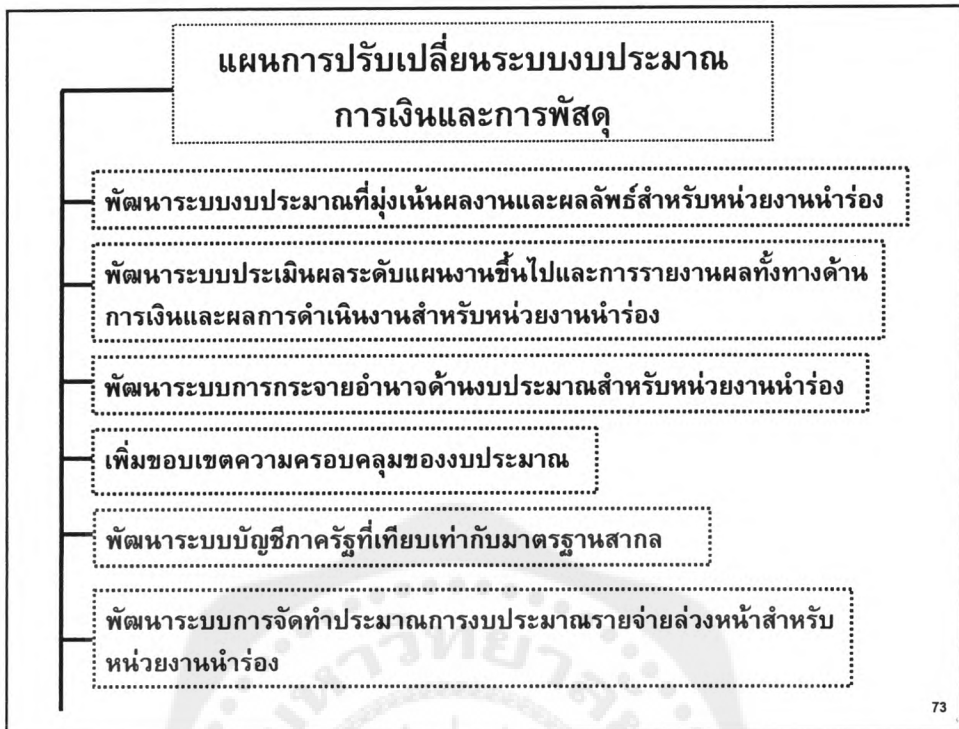 แผนการปรับเปลี่ยนระบบงบประมาณ
การเงินและการพัสดุ
พัฒนาระบบงบประมาณที่มุ่งเน้นผลงานและผลลัพธ์สำหรับหน่วยงานนำร่อง
พัฒนาระบบประเมินผลระดับแผนงานขึ้นไปและการรายงานผลทั้งทางด้าน
การเงินและผลการดำเนินงานสำหรับหน่วยงานนำร่อง
พัฒนาระบบการกระจายอำนาจด้านงบประมาณสำหรับหน่วยงานนำร่อง
เพิ่มขอบเขตความครอบคลุมของงบประมาณ
พัฒนาระบบบัญชีภาครัฐที่เทียบเท่ากับมาตรฐานสากล
พัฒนาระบบการจัดทำประมาณการงบประมาณรายจ่ายล่วงหน้าสำหรับ
หน่วยงานนำร่อง
73